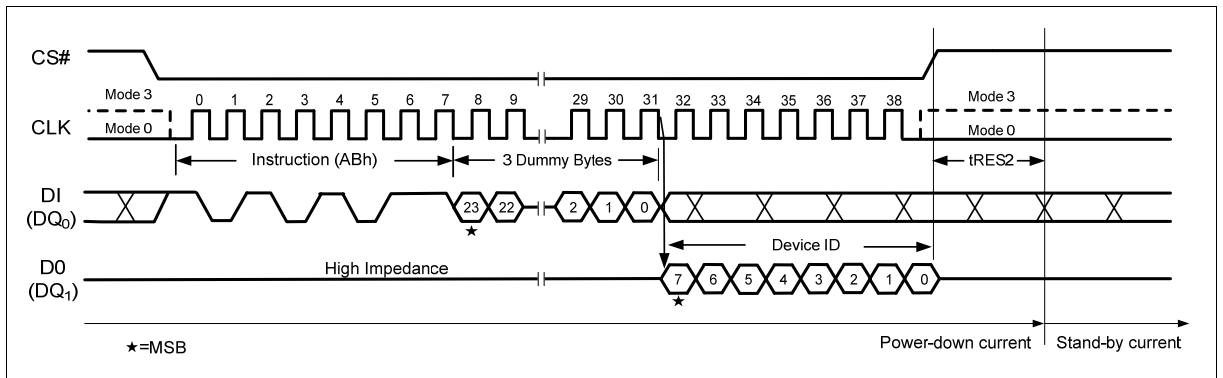 CS#
0 1 2 3 4 5 6 7 8 9 29 30 31 32 33 34 35 36 37 38
Mode 3 Mode 3
CLK Mode 0 Mode 0
Instruction (ABh) 3 Dummy Bytes tRES2
DI
(DQ0) 23 22 2 1 0
★ Device ID
D0
(DQ1) High Impedance 7 6 5 4 3 2 1 0
★
★=MSB Power-down current Stand-by current